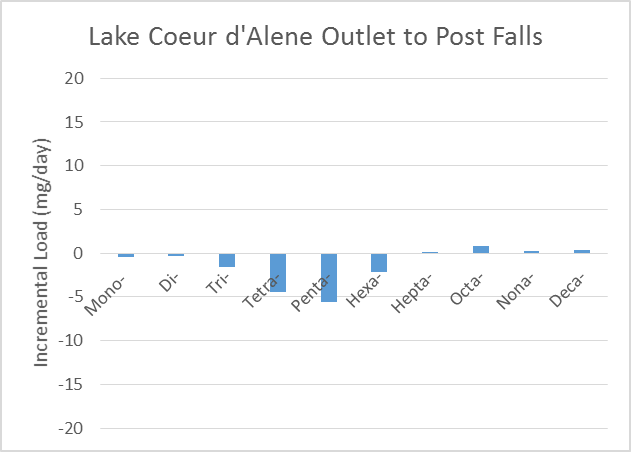 Lake Coeur d'Alene Outlet to Post Falls
Incremental Load (mg/day)
20
15
10
5
0
-5
-10
-15
-20
Mono-
Di-
Tri-
Tetra-
Penta-
Hexa-
Hepta-
Octa-
Nona-
Deca-